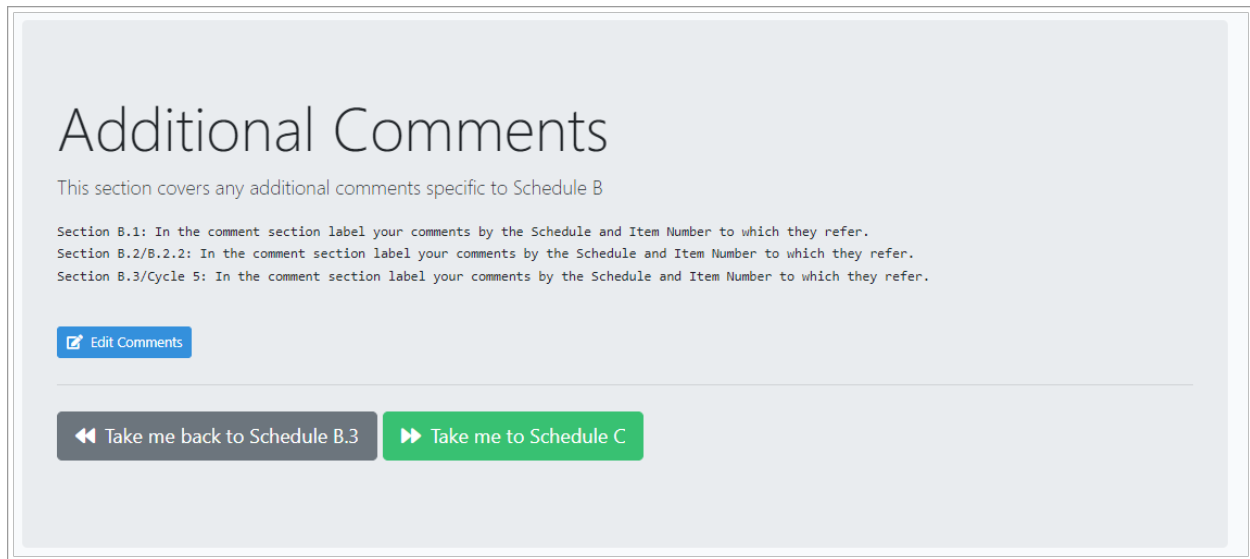 Additional Comments
This section covers any additional comments specific to Schedule B
Section B.1: In the comment section label your comments by the Schedule and Item Number to which they refer.
Section B.2/B.2.2: In the comment section label your comments by the Schedule and Item Number to which they refer.
Section B.3/Cycle 5: In the comment section label your comments by the Schedule and Item Number to which they refer.
Edit Comments
Take me back to Schedule B.3 Take me to Schedule C